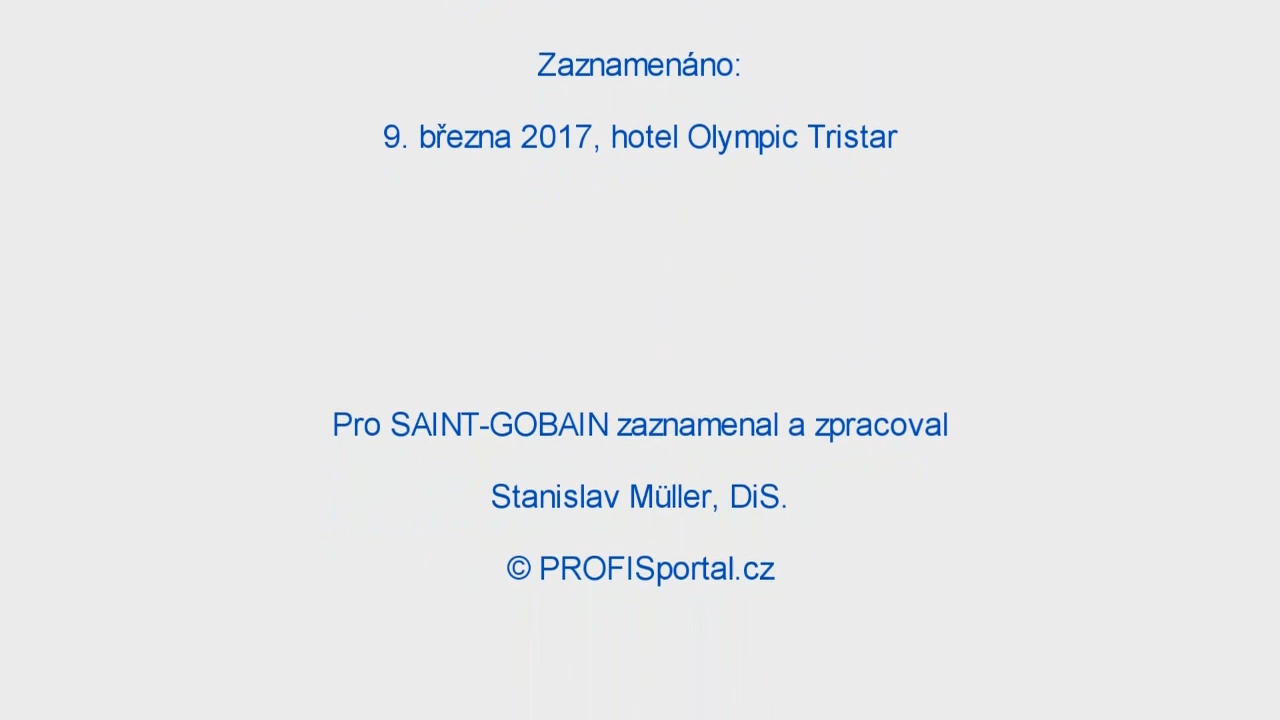 Zaznamenáno:
9. března 2017, hotel Olympic Tristar
Pro SAINT-GOBAIN zaznamenal a zpracoval
Stanislav Müller, DiS.
© PROFISportal.cz